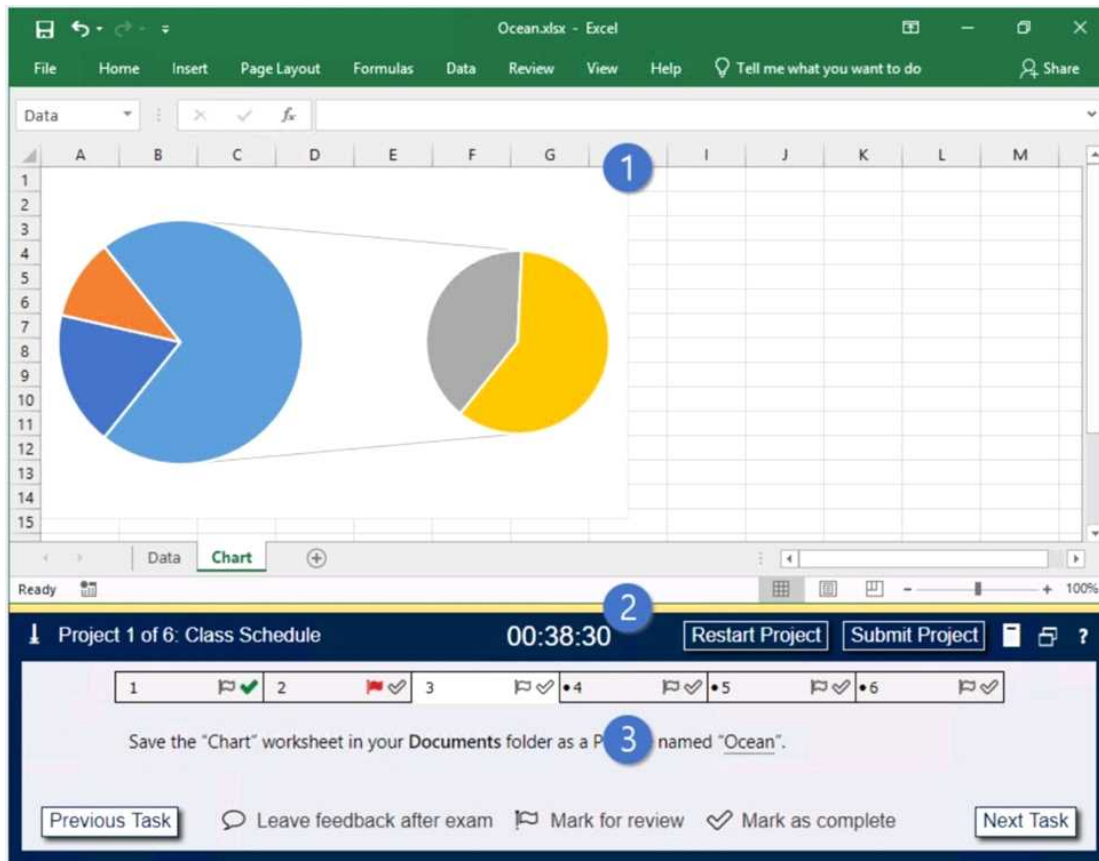 Ocean.xlsx - Excel
File Home Insert Page Layout Formulas Data Review View Help Tell me what you want to do Share
Data fx
A B C D E F G I J K L M
1
1
2
3
4
5
6
7
8
9
10
11
12
13
14
15
Data Chart
Ready 100%
2
Project 1 of 6: Class Schedule 00:38:30 Restart Project Submit Project ?
1 2 3 •4 •5 •6
Save the "Chart" worksheet in your Documents folder as a P 3 named "Ocean".
Previous Task Leave feedback after exam Mark for review Mark as complete Next Task